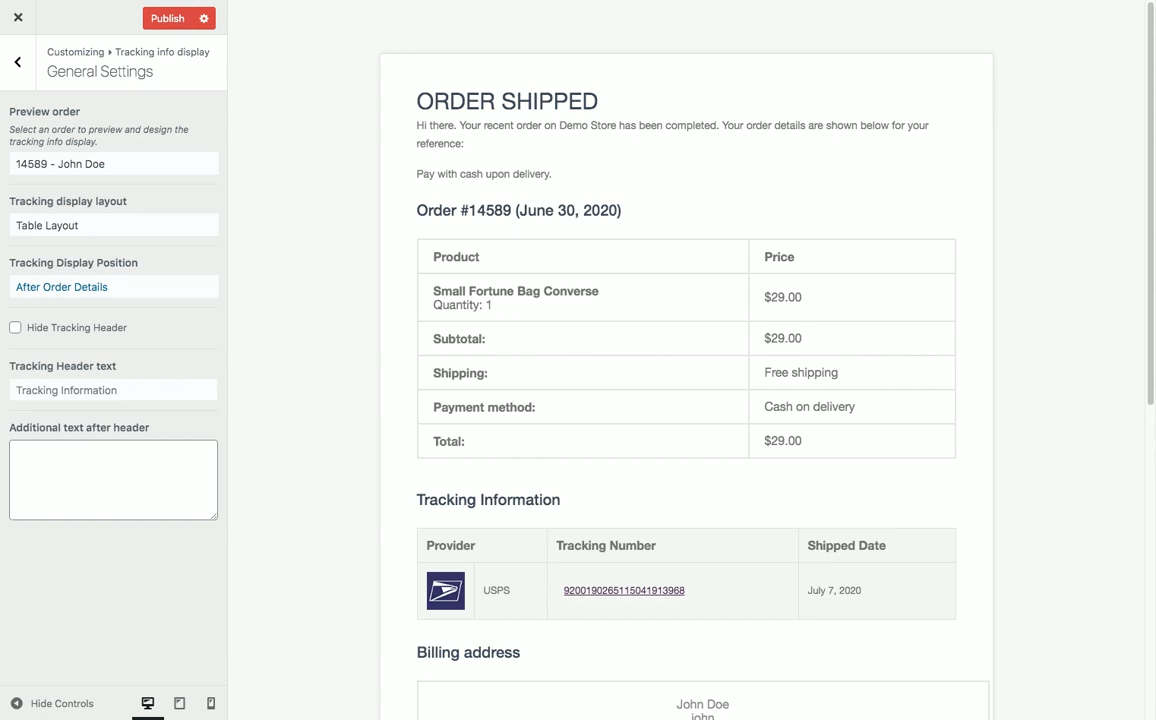 Publish
Customizing ▸ Tracking info display
General Settings
Preview order
Select an order to preview and design the
tracking info display.
14589 - John Doe
Tracking display layout
Table Layout
Tracking Display Position
After Order Details
Hide Tracking Header
Tracking Header text
Tracking Information
Additional text after header
Hide Controls
ORDER SHIPPED
Hi there. Your recent order on Demo Store has been completed. Your order details are shown below for your
reference:
Pay with cash upon delivery.
Order #14589 (June 30, 2020)
Product Price
Small Fortune Bag Converse
Quantity: 1 $29.00
Subtotal: $29.00
Shipping: Free shipping
Payment method: Cash on delivery
Total: $29.00
Tracking Information
Provider Tracking Number Shipped Date
USPS 9200190265115041913968 July 7, 2020
Billing address
John Doe
john